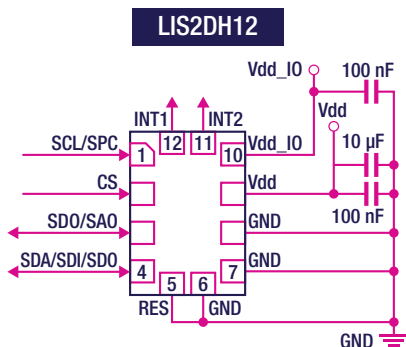 LIS2DH12
Vdd_IO
100 nF
INT1
INT2
Vdd
SCL/SPC
12
11
Vdd_IO
10 µF
1
10
CS
Vdd
100 nF
SDO/SAO
GND
SDA/SDI/SDO
GND
4
5
6
7
RES
GND
GND